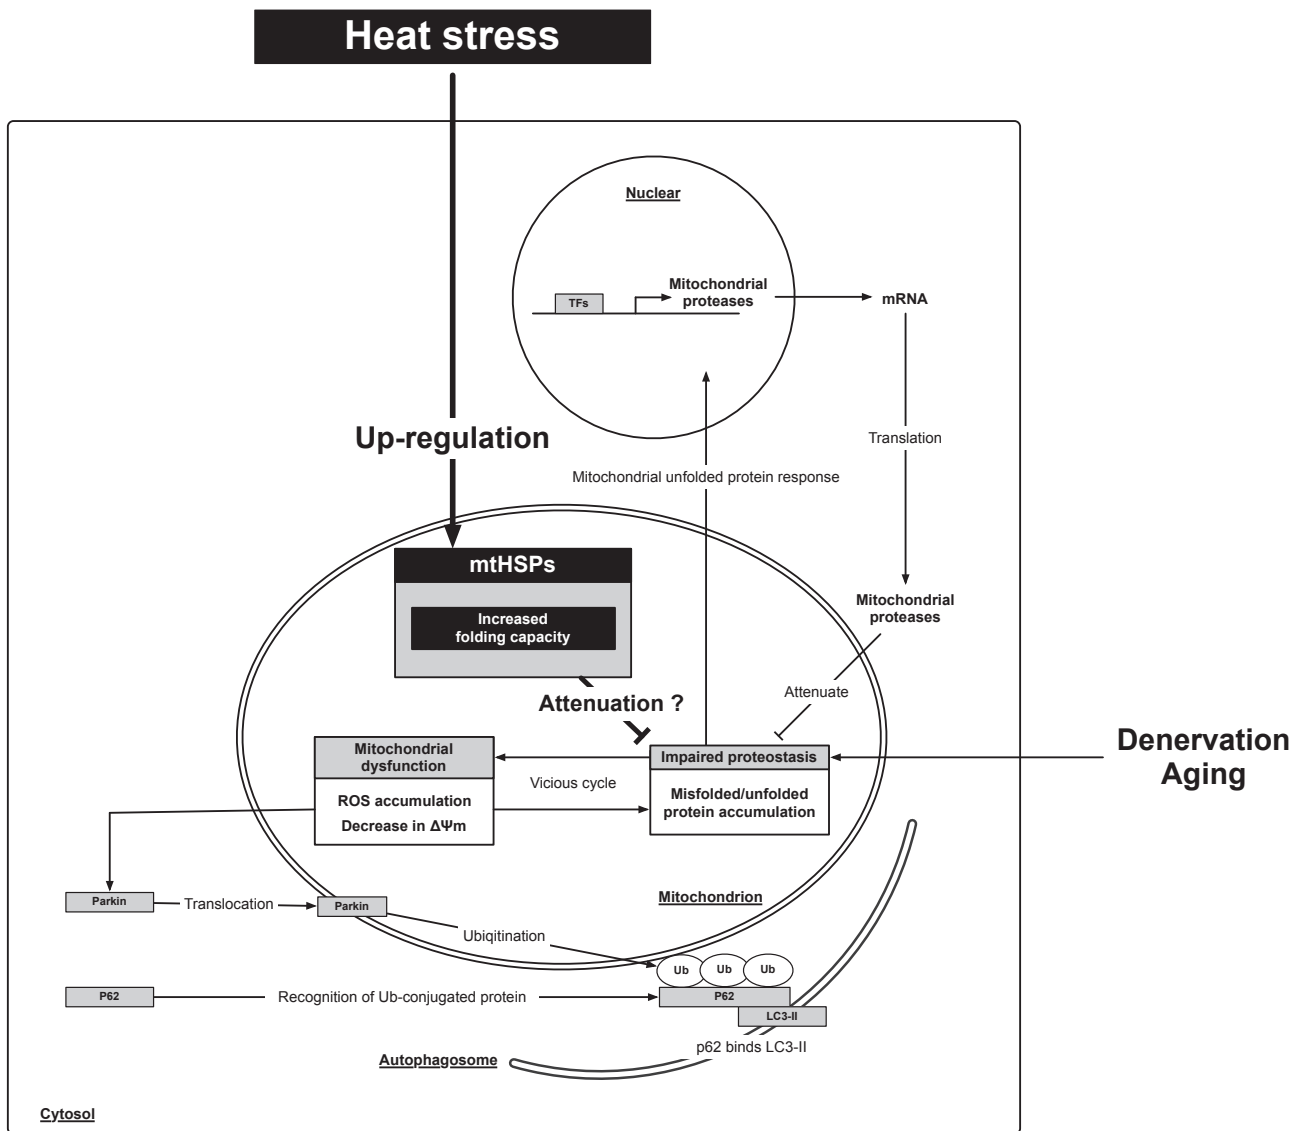 Heat stress
Nuclear
TFs
Mitochondrial
proteases
mRNA
Up-regulation
Translation
Mitochondrial unfolded protein response
mtHSPs
Increased
folding capacity
Mitochondrial
proteases
Attenuate
Attenuation ?
Denervation
Aging
Mitochondrial
dysfunction
ROS accumulation
Decrease in ΔΨm
Vicious cycle
Impaired proteostasis
Misfolded/unfolded
protein accumulation
Mitochondrion
Parkin
Translocation
Parkin
Ubiqitination
Ub
Ub
Ub
P62
Recognition of Ub-conjugated protein
P62
LC3-II
p62 binds LC3-II
Autophagosome
Cytosol